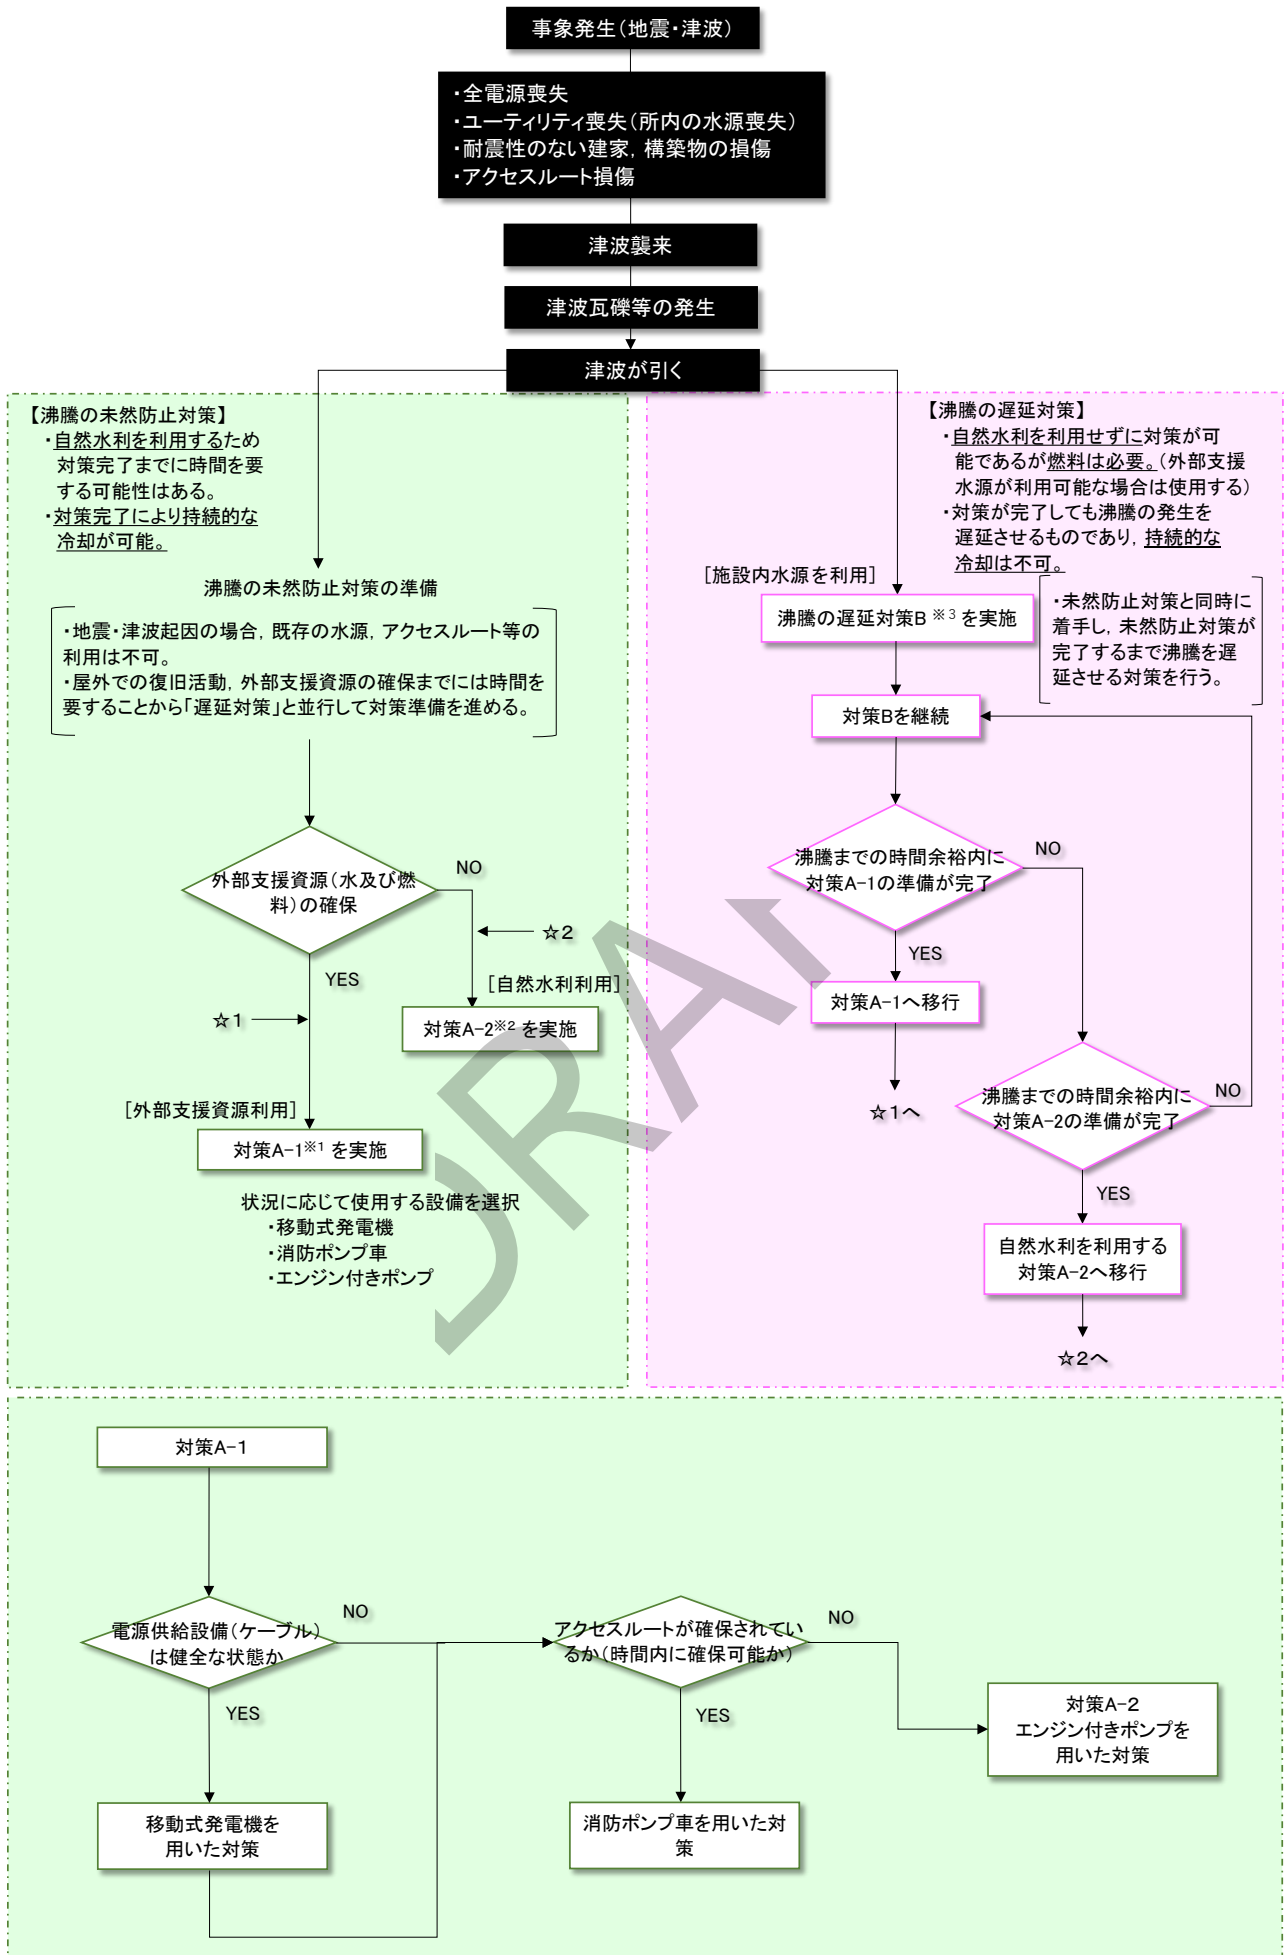 事象発生（地震・津波）
・全電源喪失
・ユーティリティ喪失（所内の水源喪失）
・耐震性のない建家，構築物の損傷
・アクセスルート損傷
津波襲来
津波瓦礫等の発生
津波が引く
【沸騰の未然防止対策】
・自然水利を利用するため
対策完了までに時間を要
する可能性はある。
・対策完了により持続的な
冷却が可能。
沸騰の未然防止対策の準備
・地震・津波起因の場合，既存の水源，アクセスルート等の
利用は不可。
・屋外での復旧活動，外部支援資源の確保までには時間を
要することから「遅延対策」と並行して対策準備を進める。
外部支援資源（水及び燃
料）の確保
NO
☆2
YES
[自然水利利用]
☆1
対策A-2※2 を実施
[外部支援資源利用]
対策A-1※1 を実施
状況に応じて使用する設備を選択
・移動式発電機
・消防ポンプ車
・エンジン付きポンプ
【沸騰の遅延対策】
・自然水利を利用せずに対策が可
能であるが燃料は必要。（外部支援
水源が利用可能な場合は使用する）
・対策が完了しても沸騰の発生を
遅延させるものであり，持続的な
冷却は不可。
[施設内水源を利用]
沸騰の遅延対策B ※3 を実施
・未然防止対策と同時に
着手し，未然防止対策が
完了するまで沸騰を遅
延させる対策を行う。
対策Bを継続
沸騰までの時間余裕内に
対策A-1の準備が完了
NO
YES
対策A-1へ移行
☆1へ
沸騰までの時間余裕内に
対策A-2の準備が完了
NO
YES
自然水利を利用する
対策A-2へ移行
☆2へ
DRAF
対策A-1
電源供給設備（ケーブル）
は健全な状態か
NO
YES
移動式発電機を
用いた対策
アクセスルートが確保されてい
るか（時間内に確保可能か）
NO
YES
消防ポンプ車を用いた対
策
対策A-2
エンジン付きポンプを
用いた対策